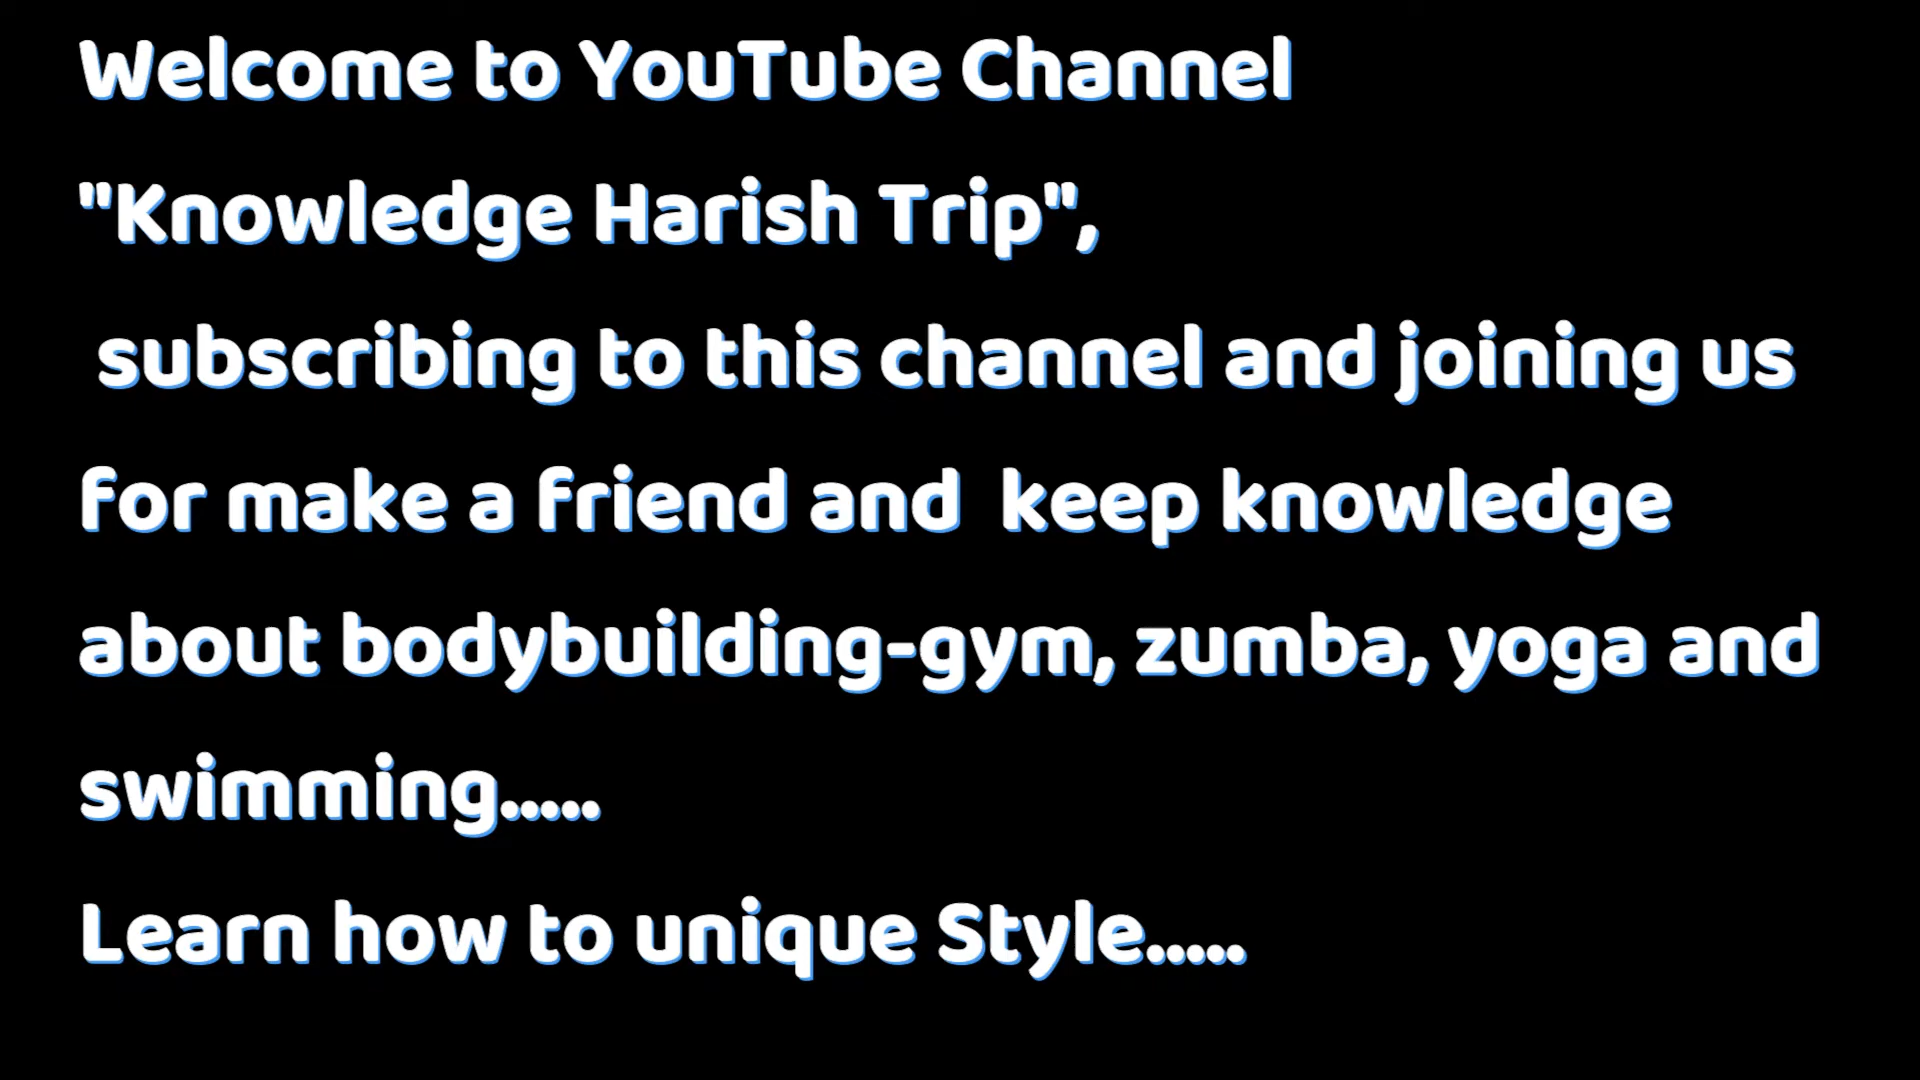 Welcome to YouTube Channel
"Knowledge Harish Trip",
subscribing to this channel and joining us
for make a friend and  keep knowledge
about bodybuilding-gym, zumba, yoga and
swimming.....
Learn how to unique Style.....